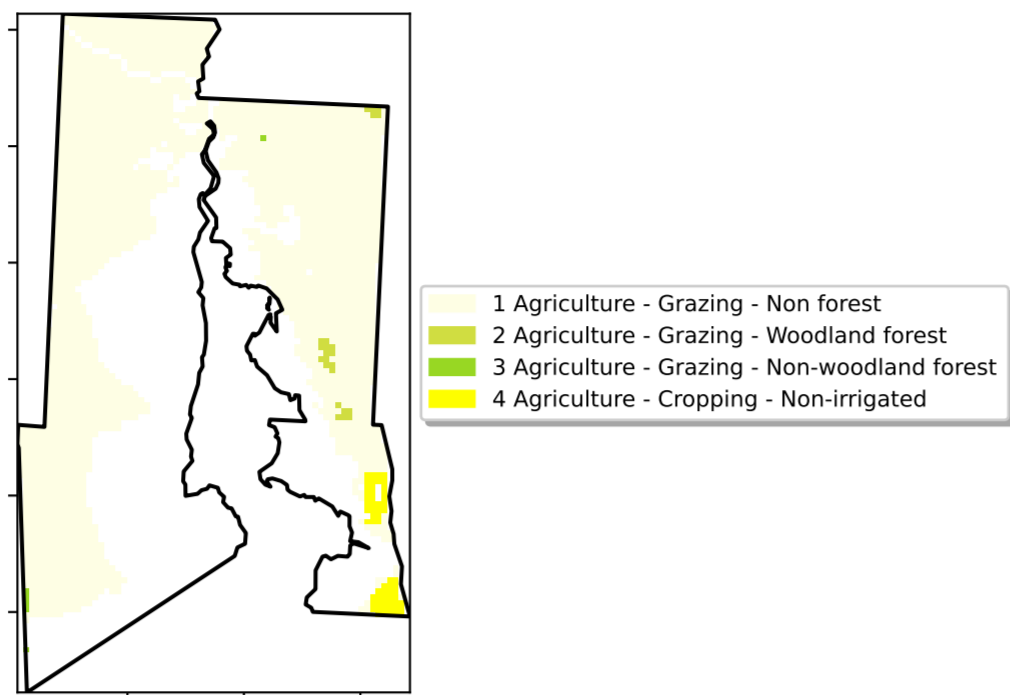 1 Agriculture - Grazing - Non forest
2 Agriculture - Grazing - Woodland forest
3 Agriculture - Grazing - Non-woodland forest
4 Agriculture - Cropping - Non-irrigated